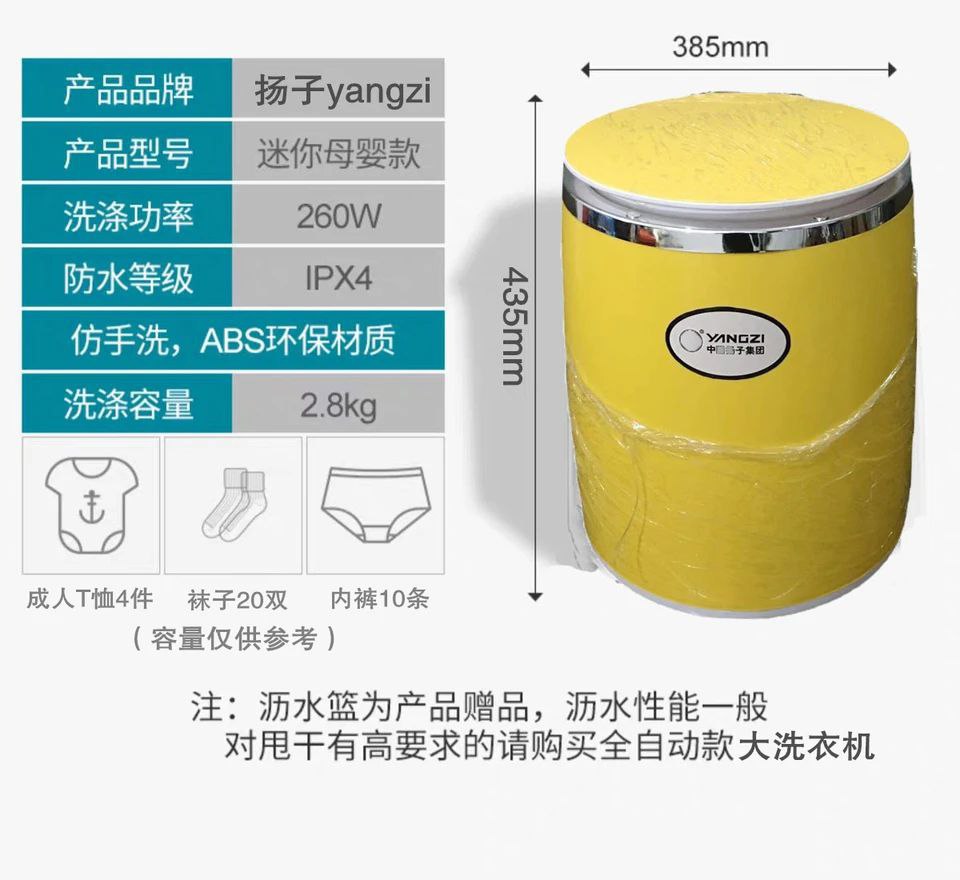 产品品牌 扬子yangzi
产品型号 迷你母婴款
洗涤功率 260W
防水等级 IPX4
仿手洗，ABS环保材质
洗涤容量 2.8kg
成人T恤4件 袜子20双 内裤10条
（容量仅供参考）
385mm
435mm
YANGZI
中 子集团
注：沥水篮为产品赠品，沥水性能一般
对甩干有高要求的请购买全自动款大洗衣机